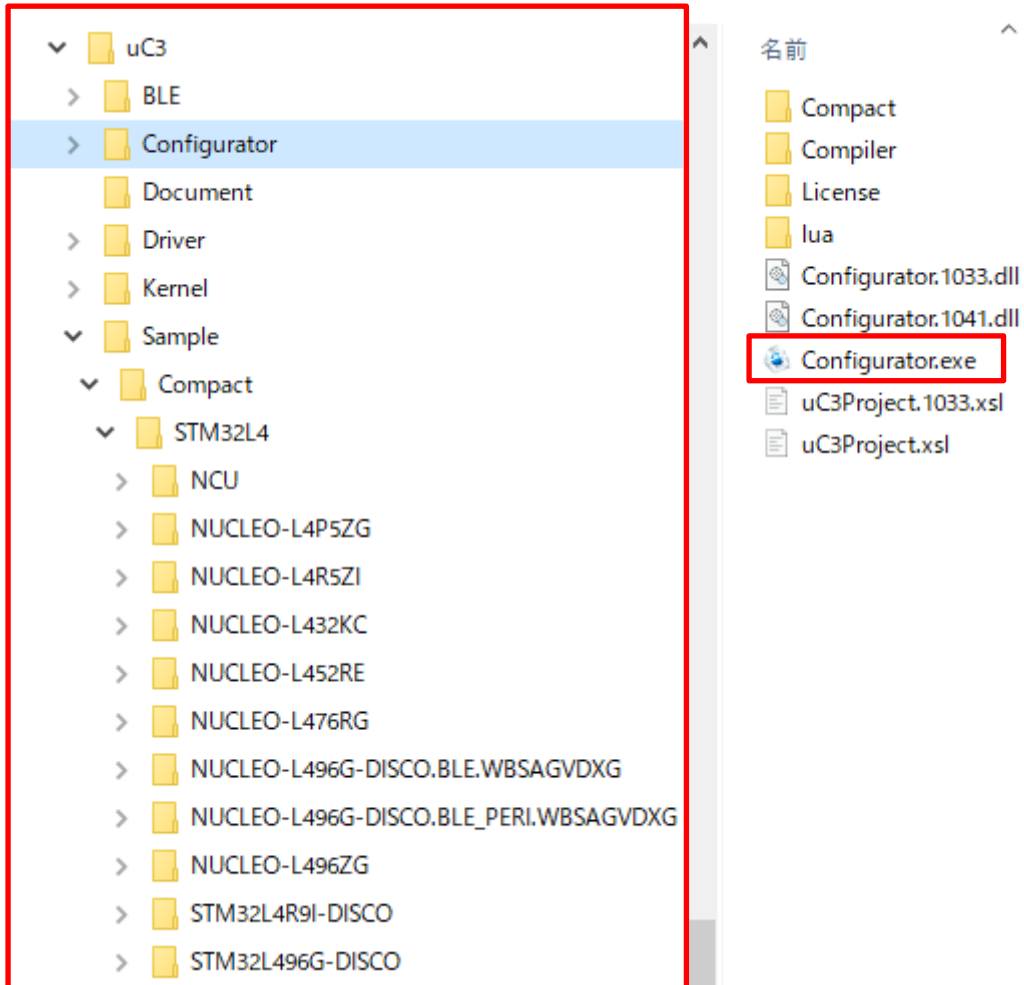 uC3
BLE
Configurator
Document
Driver
Kernel
Sample
Compact
STM32L4
NCU
NUCLEO-L4P5ZG
NUCLEO-L4R5ZI
NUCLEO-L432KC
NUCLEO-L452RE
NUCLEO-L476RG
NUCLEO-L496G-DISCO.BLE.WBSAGVDXG
NUCLEO-L496G-DISCO.BLE_PERI.WBSAGVDXG
NUCLEO-L496ZG
STM32L4R9I-DISCO
STM32L496G-DISCO
名前
Compact
Compiler
License
lua
Configurator.1033.dll
Configurator.1041.dll
Configurator.exe
uC3Project.1033.xsl
uC3Project.xsl